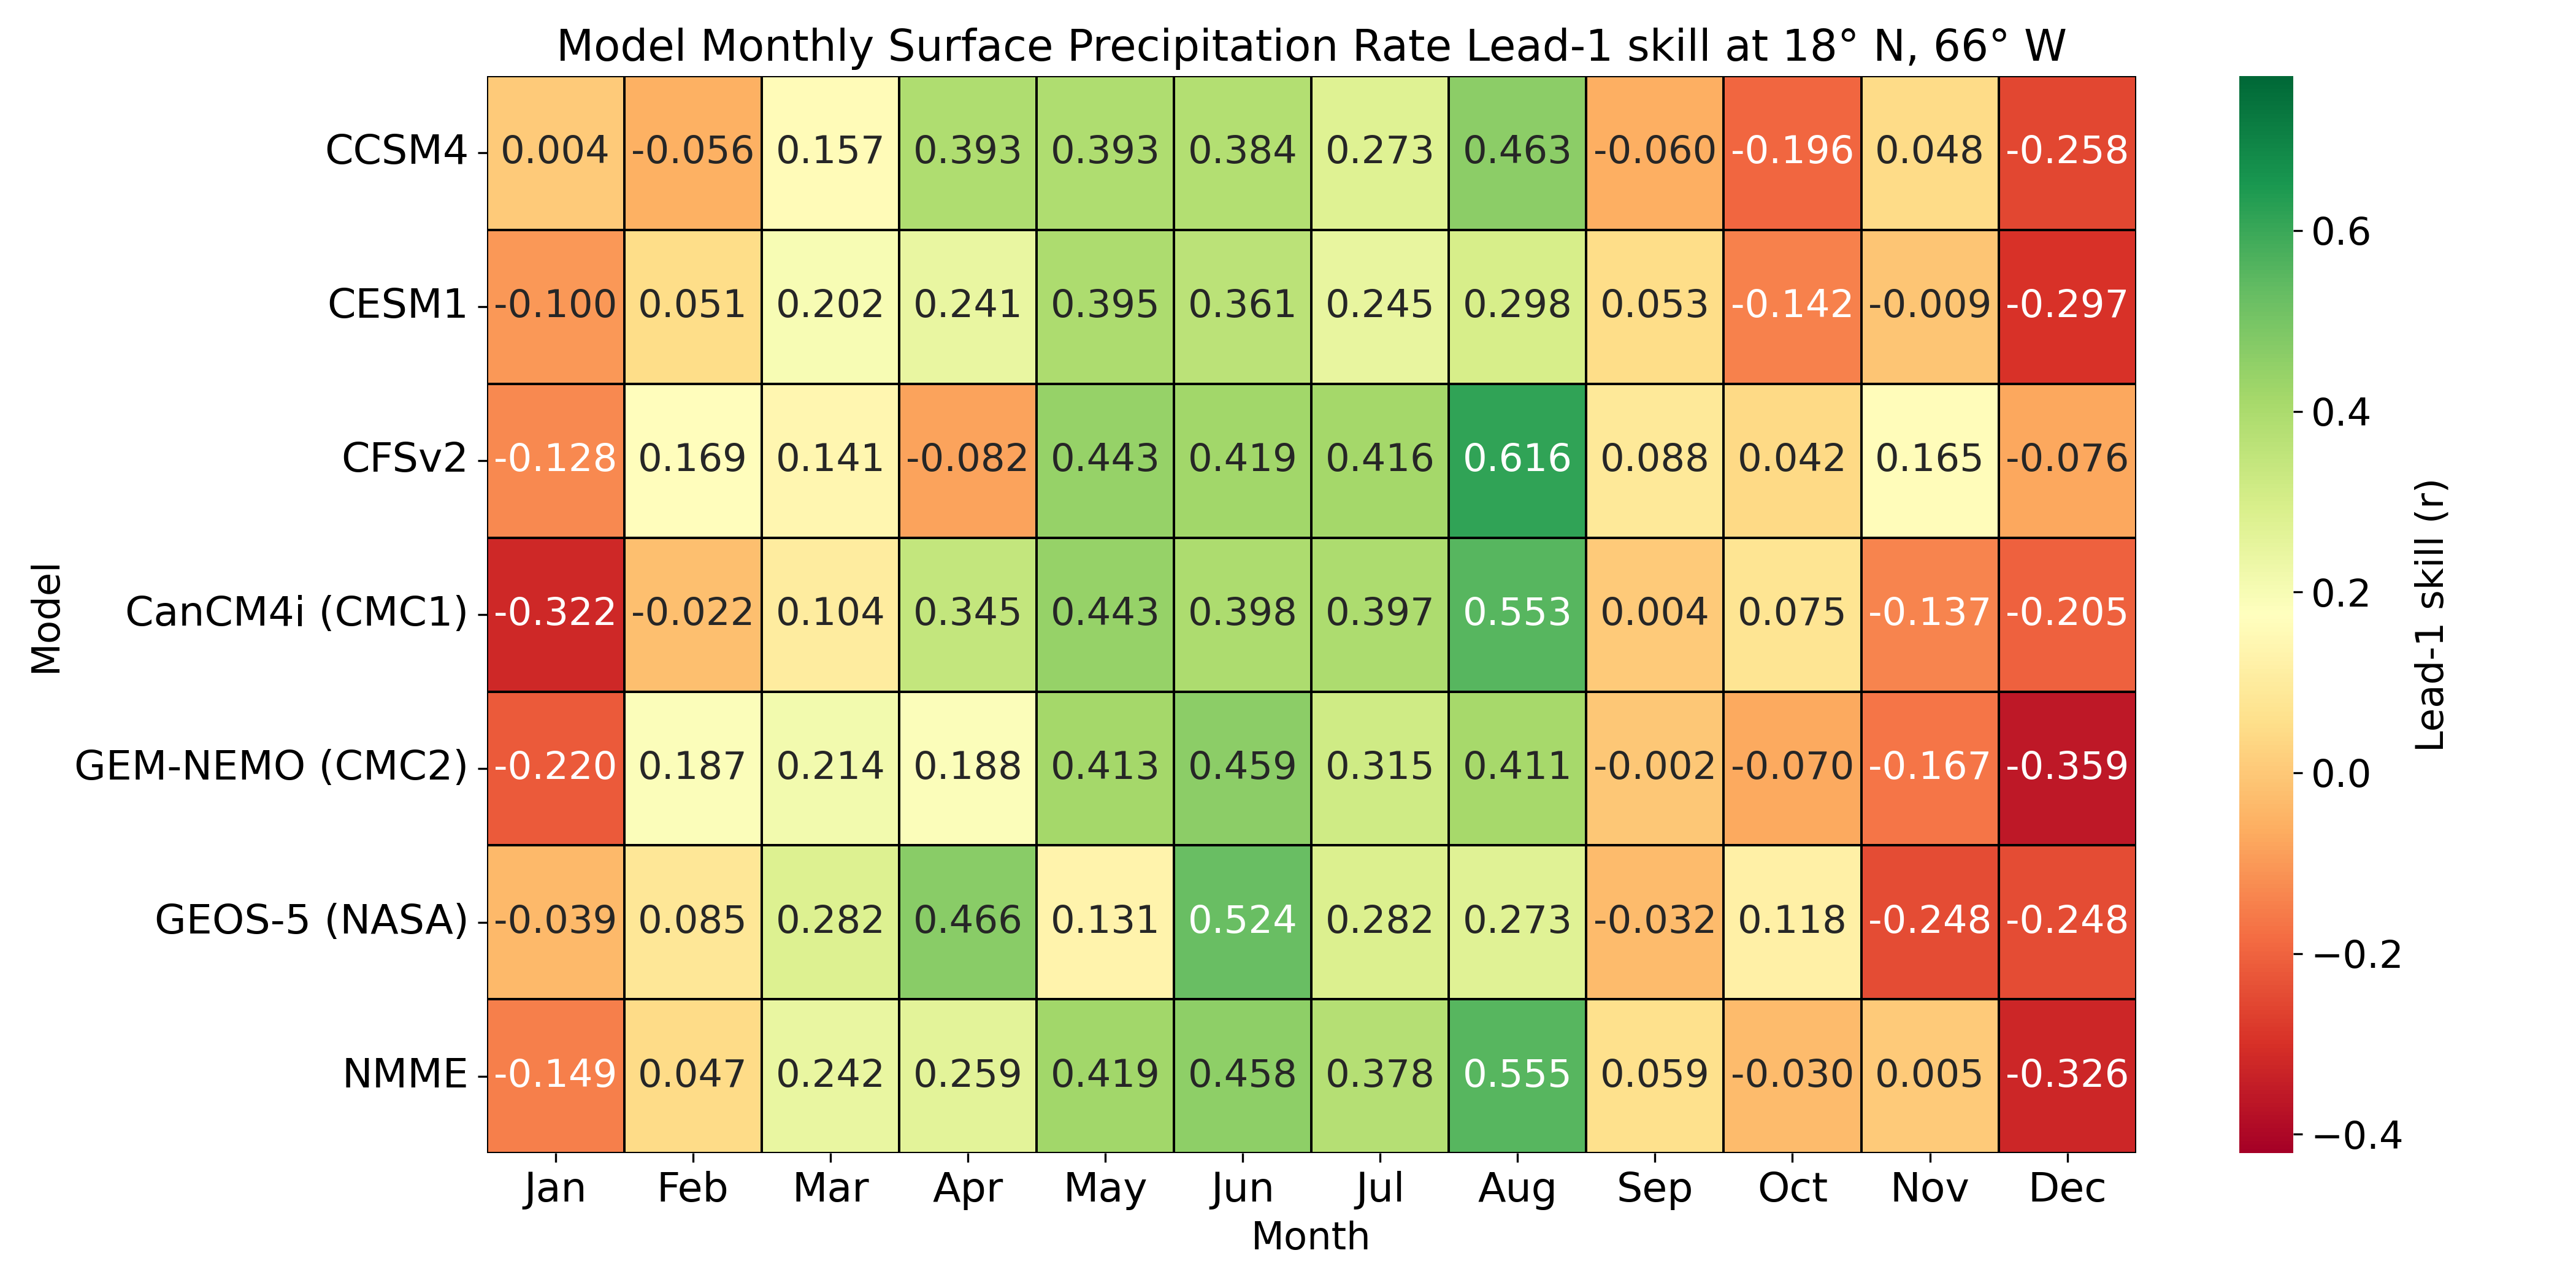 Model Monthly Surface Precipitation Rate Lead-1 skill at 18° N, 66° W
CCSM4 0.004 -0.056 0.157 0.393 0.393 0.384 0.273 0.463 -0.060 -0.196 0.048 -0.258
CESM1 -0.100 0.051 0.202 0.241 0.395 0.361 0.245 0.298 0.053 -0.142 -0.009 -0.297
CFSv2 -0.128 0.169 0.141 -0.082 0.443 0.419 0.416 0.616 0.088 0.042 0.165 -0.076
CanCM4i (CMC1) -0.322 -0.022 0.104 0.345 0.443 0.398 0.397 0.553 0.004 0.075 -0.137 -0.205
GEM-NEMO (CMC2) -0.220 0.187 0.214 0.188 0.413 0.459 0.315 0.411 -0.002 -0.070 -0.167 -0.359
GEOS-5 (NASA) -0.039 0.085 0.282 0.466 0.131 0.524 0.282 0.273 -0.032 0.118 -0.248 -0.248
NMME -0.149 0.047 0.242 0.259 0.419 0.458 0.378 0.555 0.059 -0.030 0.005 -0.326
Jan Feb Mar Apr May Jun Jul Aug Sep Oct Nov Dec
Month
Model
0.6
0.4
0.2
0.0
−0.2
−0.4
Lead-1 skill (r)